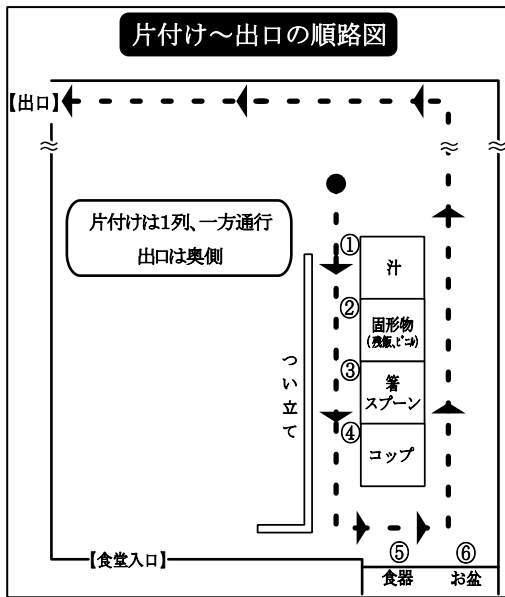 片付け～出口の順路図
【出口】
片付けは1列、一方通行
出口は奥側
①
汁
②
固形物
(残飯、ビニル)
③
箸
スプーン
④
コップ
つい立て
⑤
⑥
【食堂入口】
食器
お盆